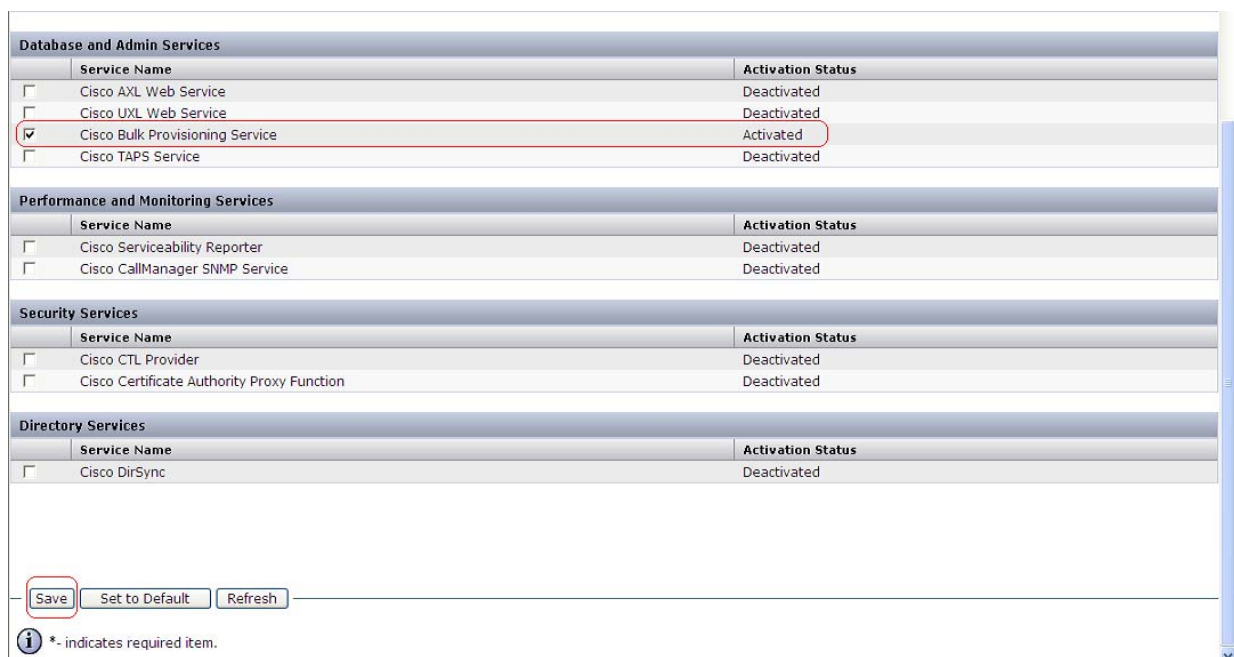 Database and Admin Services
Service Name Activation Status
Cisco AXL Web Service Deactivated
Cisco UXL Web Service Deactivated
Cisco Bulk Provisioning Service Activated
Cisco TAPS Service Deactivated
Performance and Monitoring Services
Service Name Activation Status
Cisco Serviceability Reporter Deactivated
Cisco CallManager SNMP Service Deactivated
Security Services
Service Name Activation Status
Cisco CTL Provider Deactivated
Cisco Certificate Authority Proxy Function Deactivated
Directory Services
Service Name Activation Status
Cisco DirSync Deactivated
Save Set to Default Refresh
i *- indicates required item.